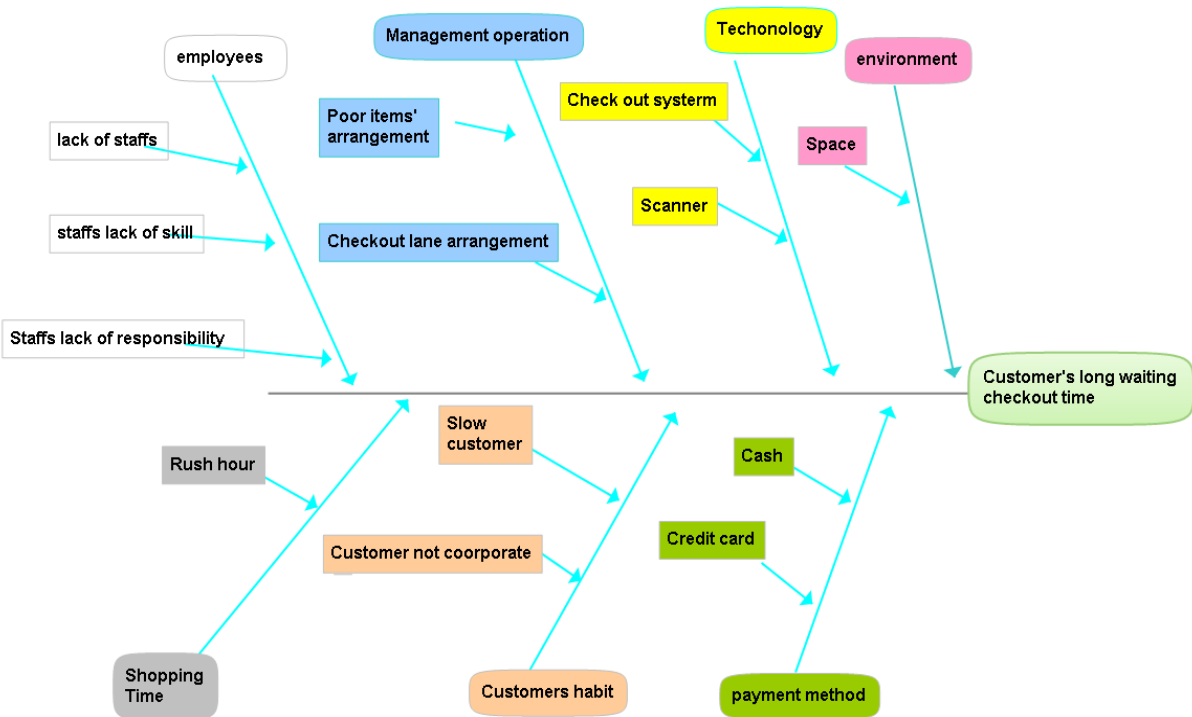 employees
Management operation
Techonology
environment
lack of staffs
Poor items'
arrangement
Check out systerm
Space
staffs lack of skill
Checkout lane arrangement
Scanner
Staffs lack of responsibility
Customer's long waiting
checkout time
Rush hour
Slow
customer
Cash
Customer not coorporate
Credit card
Shopping
Time
Customers habit
payment method